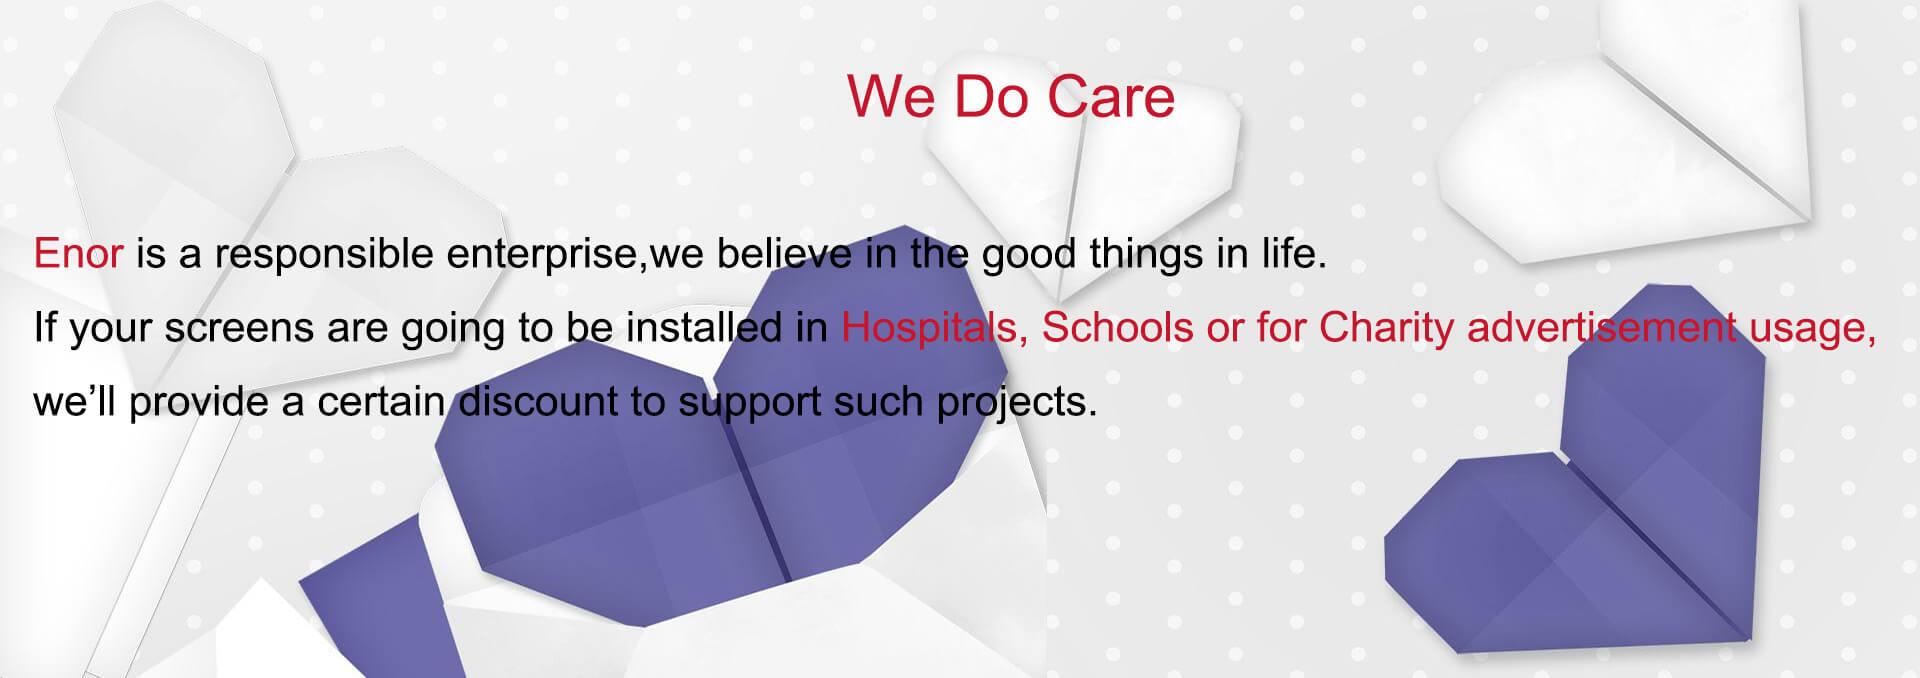 We Do Care
Enor is a responsible enterprise,we believe in the good things in life.
If your screens are going to be installed in Hospitals, Schools or for Charity advertisement usage,
we’ll provide a certain discount to support such projects.